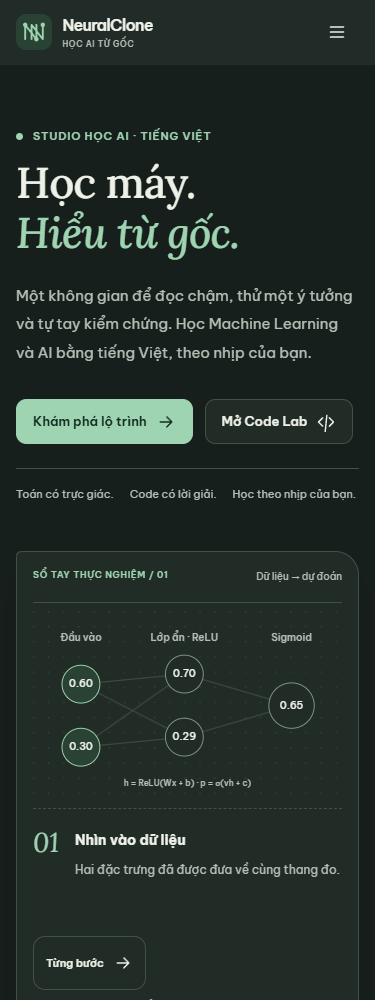 NeuralClone
HỌC AI TỪ GỐC
STUDIO HỌC AI · TIẾNG VIỆT
Học máy.
Hiểu từ gốc.
Một không gian để đọc chậm, thử một ý tưởng
và tự tay kiểm chứng. Học Machine Learning
và AI bằng tiếng Việt, theo nhịp của bạn.
Khám phá lộ trình →
Mở Code Lab
Toán có trực giác. Code có lời giải. Học theo nhịp của bạn.
SỔ TAY THỰC NGHIỆM / 01
Dữ liệu → dự đoán
Đầu vào Lớp ẩn · ReLU Sigmoid
0.60
0.70
0.65
0.30
0.29
h = ReLU(Wx + b) · p = σ(vh + c)
01 Nhìn vào dữ liệu
Hai đặc trưng đã được đưa về cùng thang đo.
Từng bước →